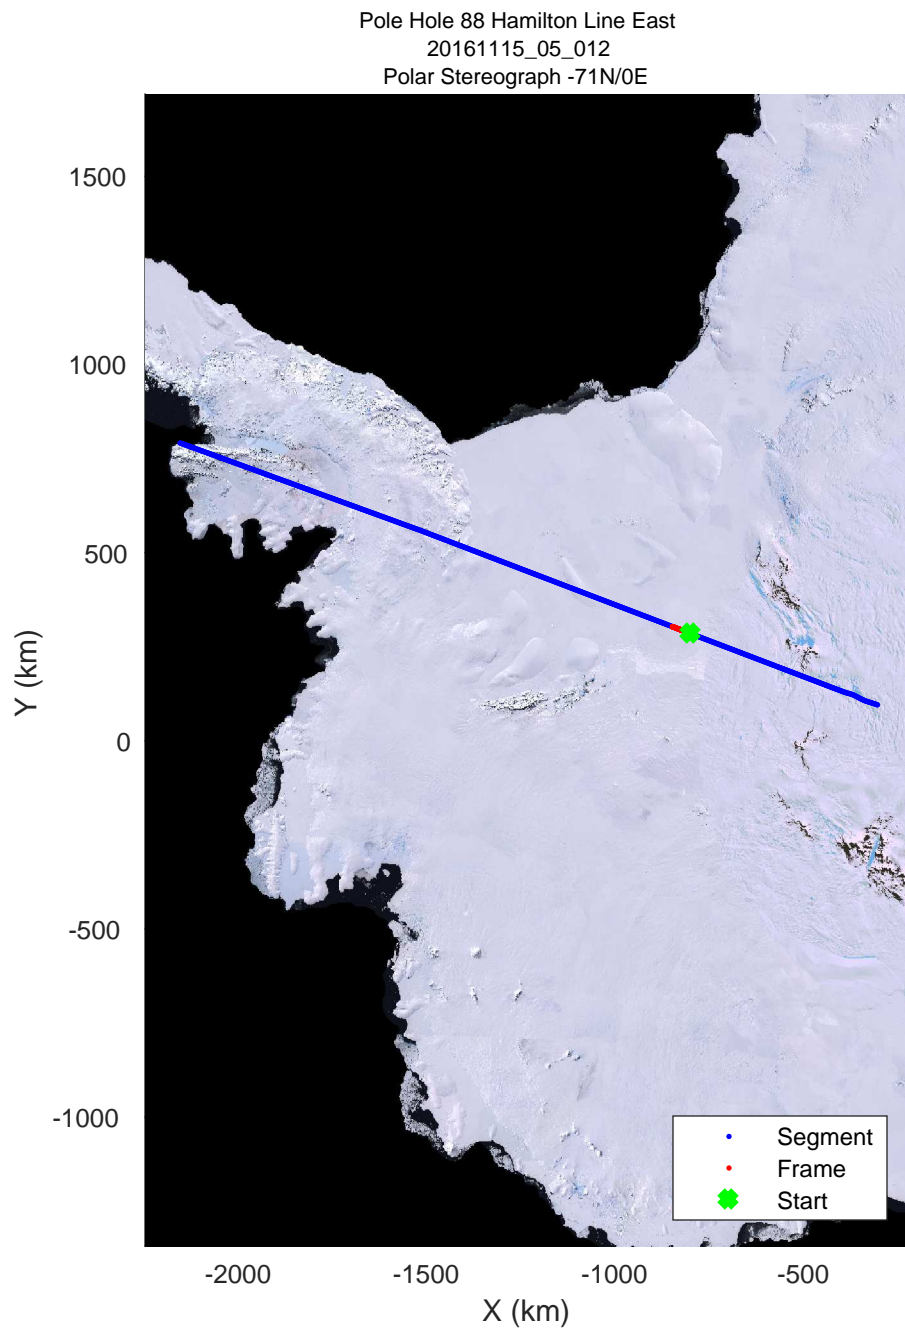 Pole Hole 88 Hamilton Line East
20161115_05_012
Polar Stereograph -71N/0E
1500
1000
500
0
-500
-1000
Y (km)
-2000
-1500
-1000
-500
X (km)
Segment
Frame
Start